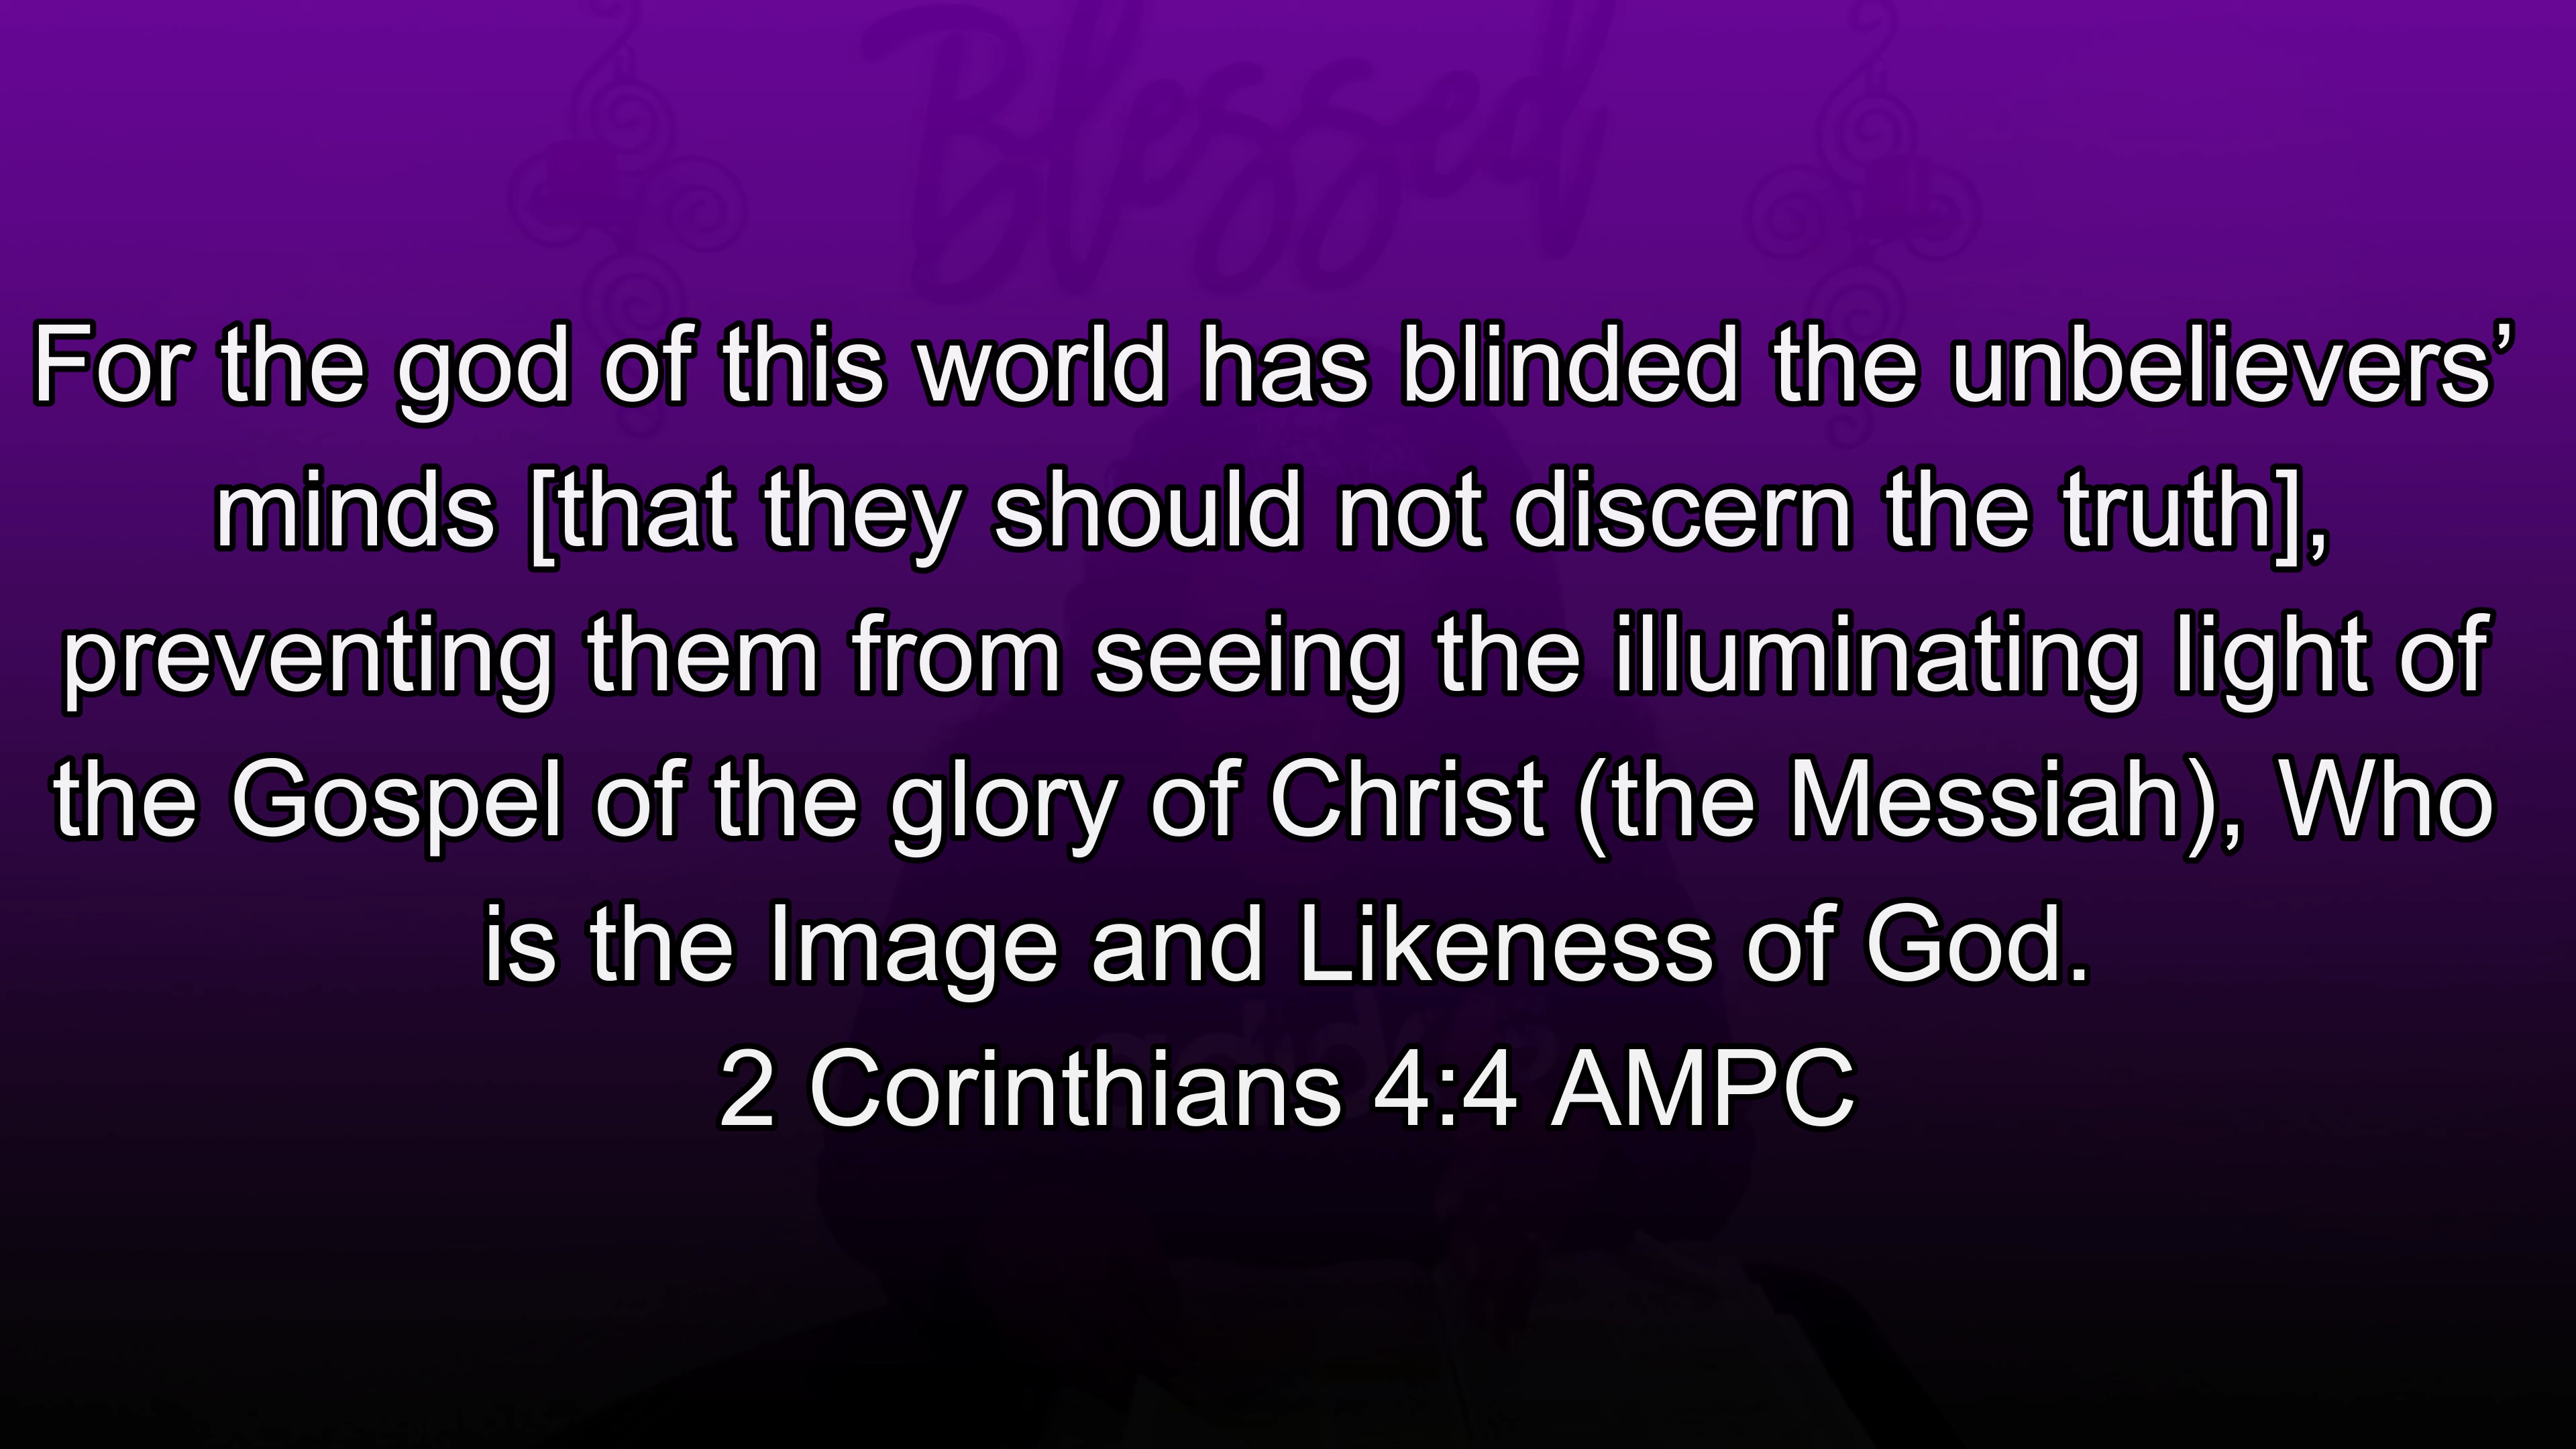 Blessed
For the god of this world has blinded the unbelievers’
minds [that they should not discern the truth],
preventing them from seeing the illuminating light of
the Gospel of the glory of Christ (the Messiah), Who
is the Image and Likeness of God.
2 Corinthians 4:4 AMPC